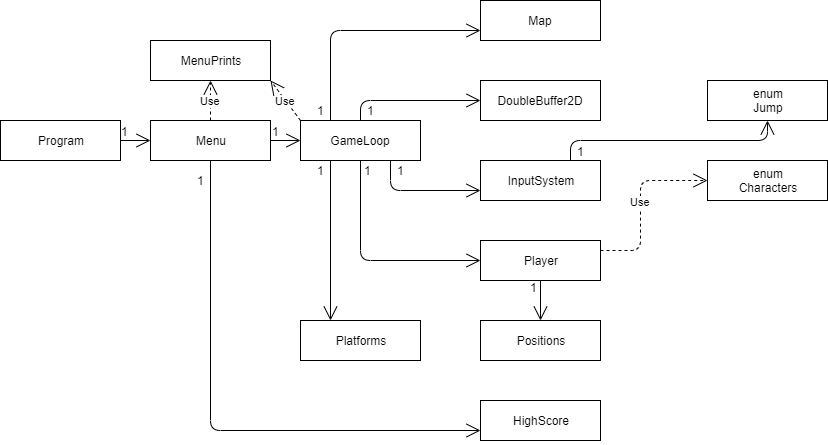 Map
MenuPrints
DoubleBuffer2D
enum
Jump
Use
Use
1
1
Program
1
Menu
1
GameLoop
1
InputSystem
enum
Characters
1
1
1
1
Use
Player
1
Platforms
Positions
HighScore